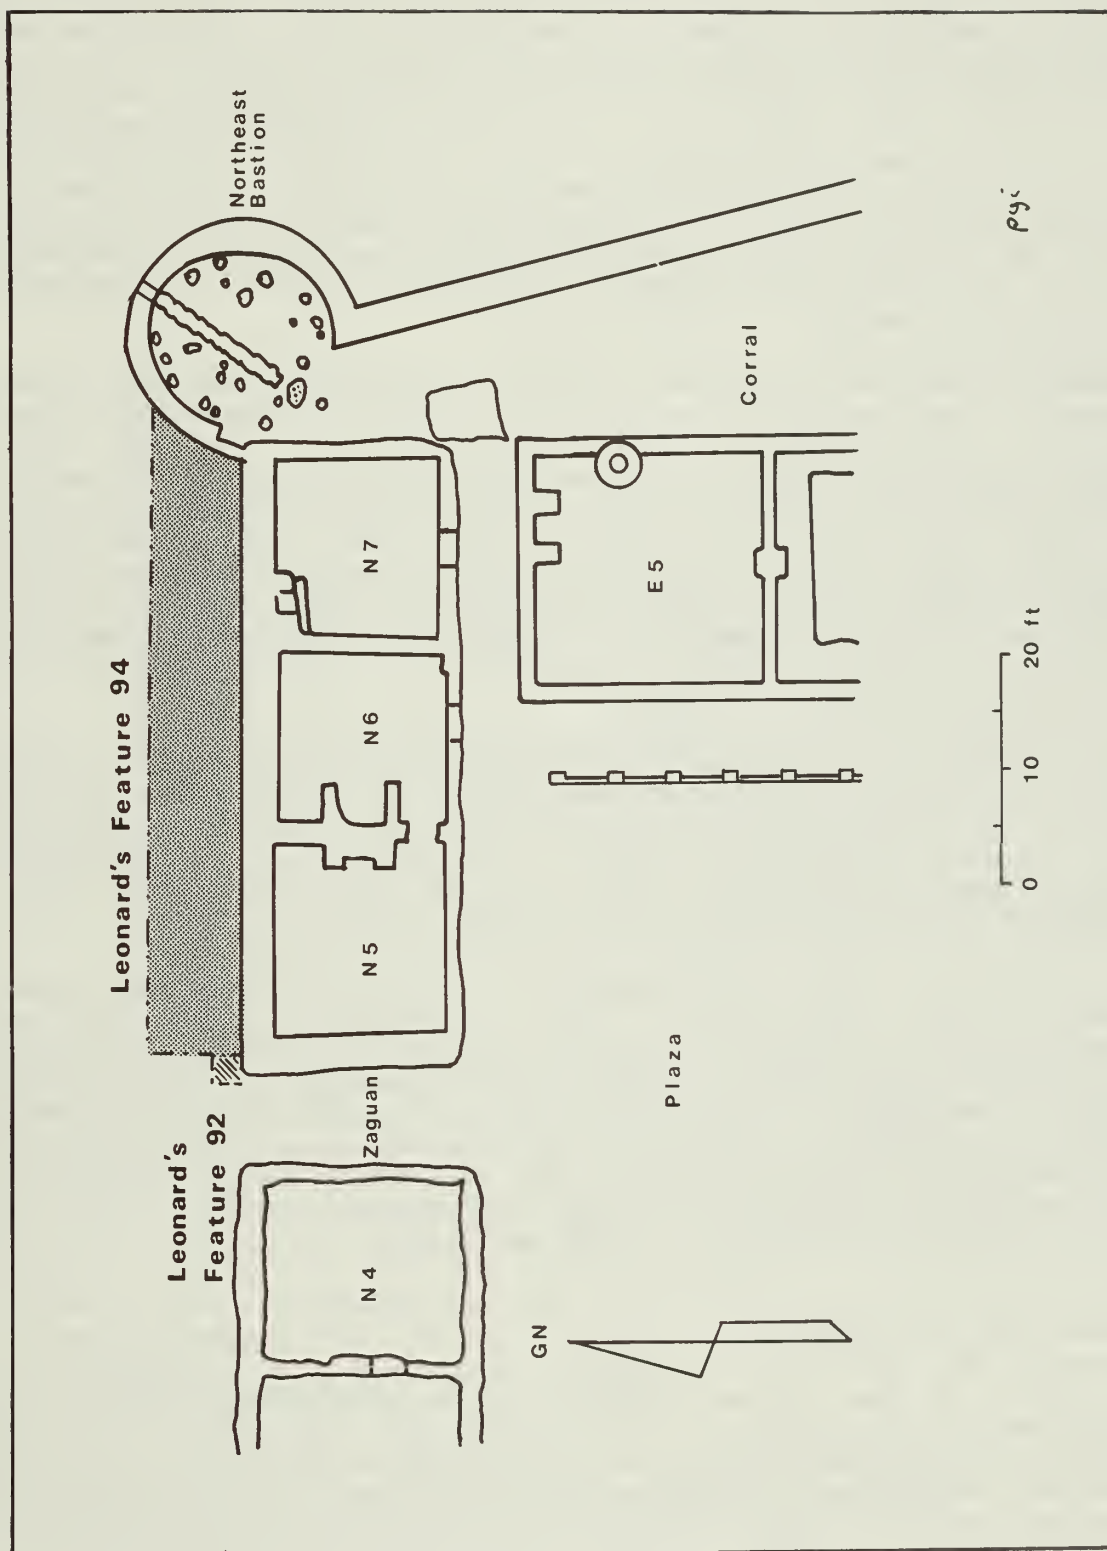 Leonard's Feature 94
Northeast
Bastion
Leonard's
Feature 92
N4
Zaguan
N5
N6
N7
E5
Corral
Plaza
GN
0 10 20 ft
pyi